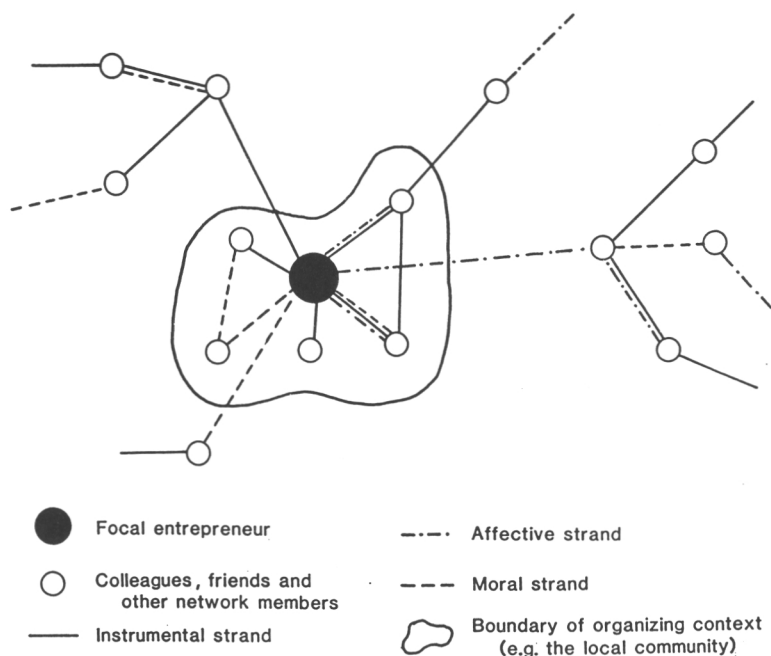 Focal entrepreneur
Colleagues, friends and
other network members
Instrumental strand
Affective strand
Moral strand
Boundary of organizing context
(e.g. the local community)